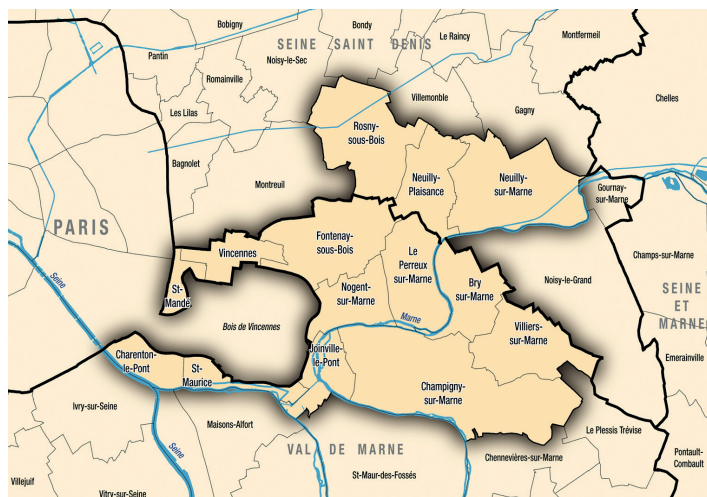 Bobigny
Bondy
Le Raincy
Montfermeil
Pantin
SEINE SAINT DENIS
Noisy-le-Sec
Romainville
Chelles
Villemonble
Les Lilas
Gagny
Rosny-
sous-Bois
Bagnolet
Neuilly-
Plaisance
Neuilly-
sur-Marne
Montreuil
Gournay-
sur-Marne
PARIS
Fontenay-
sous-Bois
Vincennes
Le
Perreux
sur-Marne
Champs-sur-Marne
Seine
St-
Mandé
Nogent-
sur-Marne
Bry
sur-Marne
Noisy-le-Grand
SEINE
ET
MARNE
Marne
Bois de Vincennes
Villiers-
sur-Marne
Charenton-
le-Pont
St-
Maurice
Joinville-
le-Pont
Emerainville
Champigny-
sur-Marne
Ivry-sur-Seine
Maisons-Alfort
Le Plessis Trévise
Seine
VAL DE MARNE
Chennevières-sur-Marne
Pontault-
Combault
Villejuif
St-Maur-des-Fossés
Vitry-sur-Seine